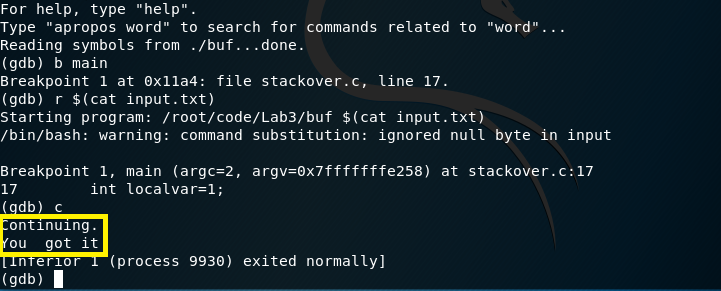 For help, type "help".
Type "apropos word" to search for commands related to "word"...
Reading symbols from ./buf...done.
(gdb) b main
Breakpoint 1 at 0x11a4: file stackover.c, line 17.
(gdb) r $(cat input.txt)
Starting program: /root/code/Lab3/buf $(cat input.txt)
/bin/bash: warning: command substitution: ignored null byte in input
Breakpoint 1, main (argc=2, argv=0x7fffffffe258) at stackover.c:17
17 int localvar=1;
(gdb) c
Continuing.
You got it
[Inferior 1 (process 9930) exited normally]
(gdb)